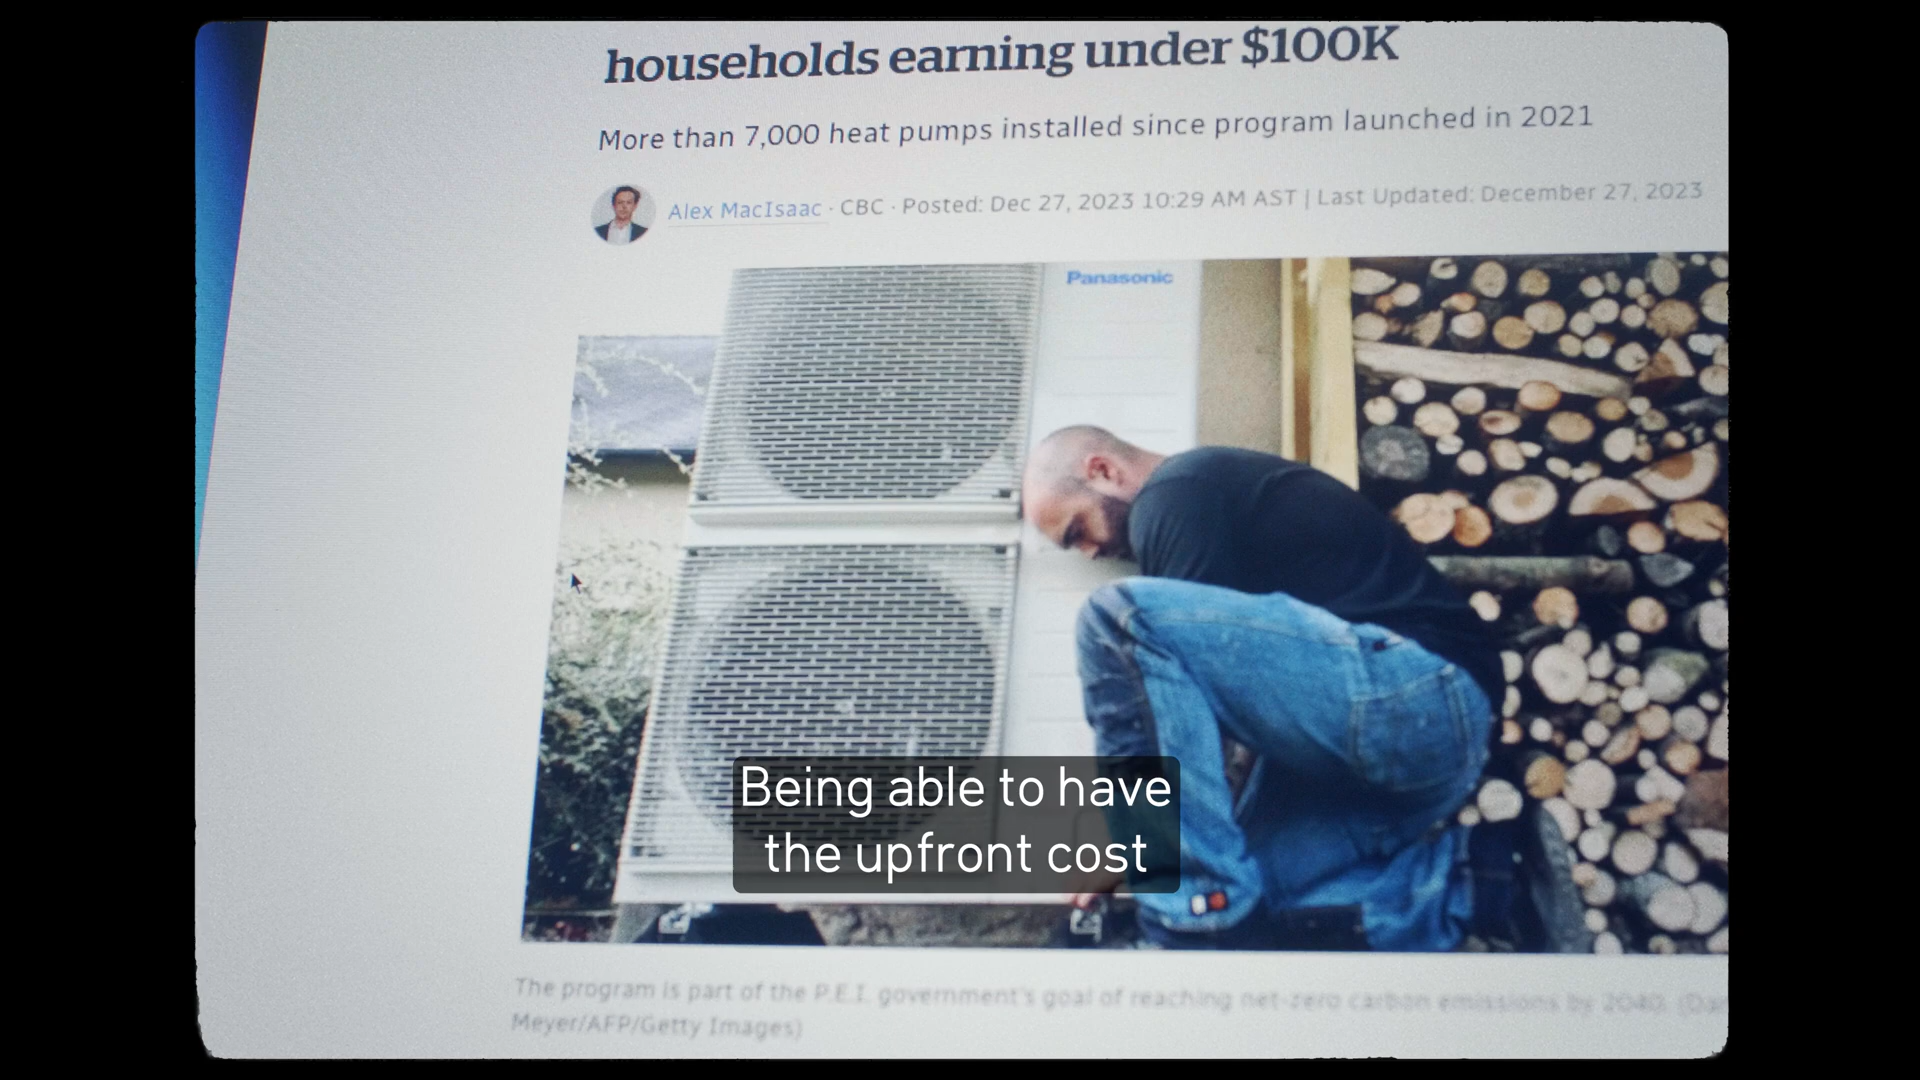 households earning under $100K
More than 7,000 heat pumps installed since program launched in 2021
Alex MacIsaac · CBC · Posted: Dec 27, 2023 10:29 AM AST | Last Updated: December 27, 2023
Panasonic
Being able to have
the upfront cost
The program is part of the P.E.I. government's goal of reaching net-zero carbon emissions by 2040. (
Meyer/AFP/Getty Images)